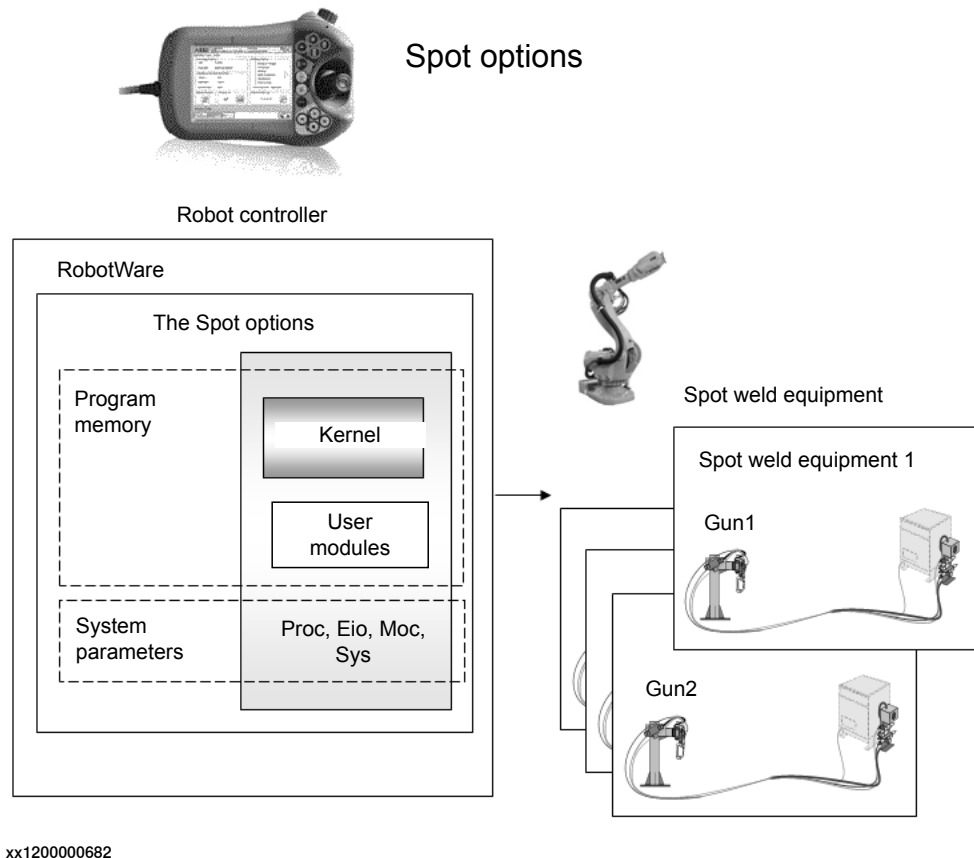 Spot options
Robot controller
RobotWare
The Spot options
Program
memory
Kernel
User
modules
System
parameters
Proc, Eio, Moc,
Sys
Spot weld equipment
Spot weld equipment 1
Gun1
Gun2
xx1200000682